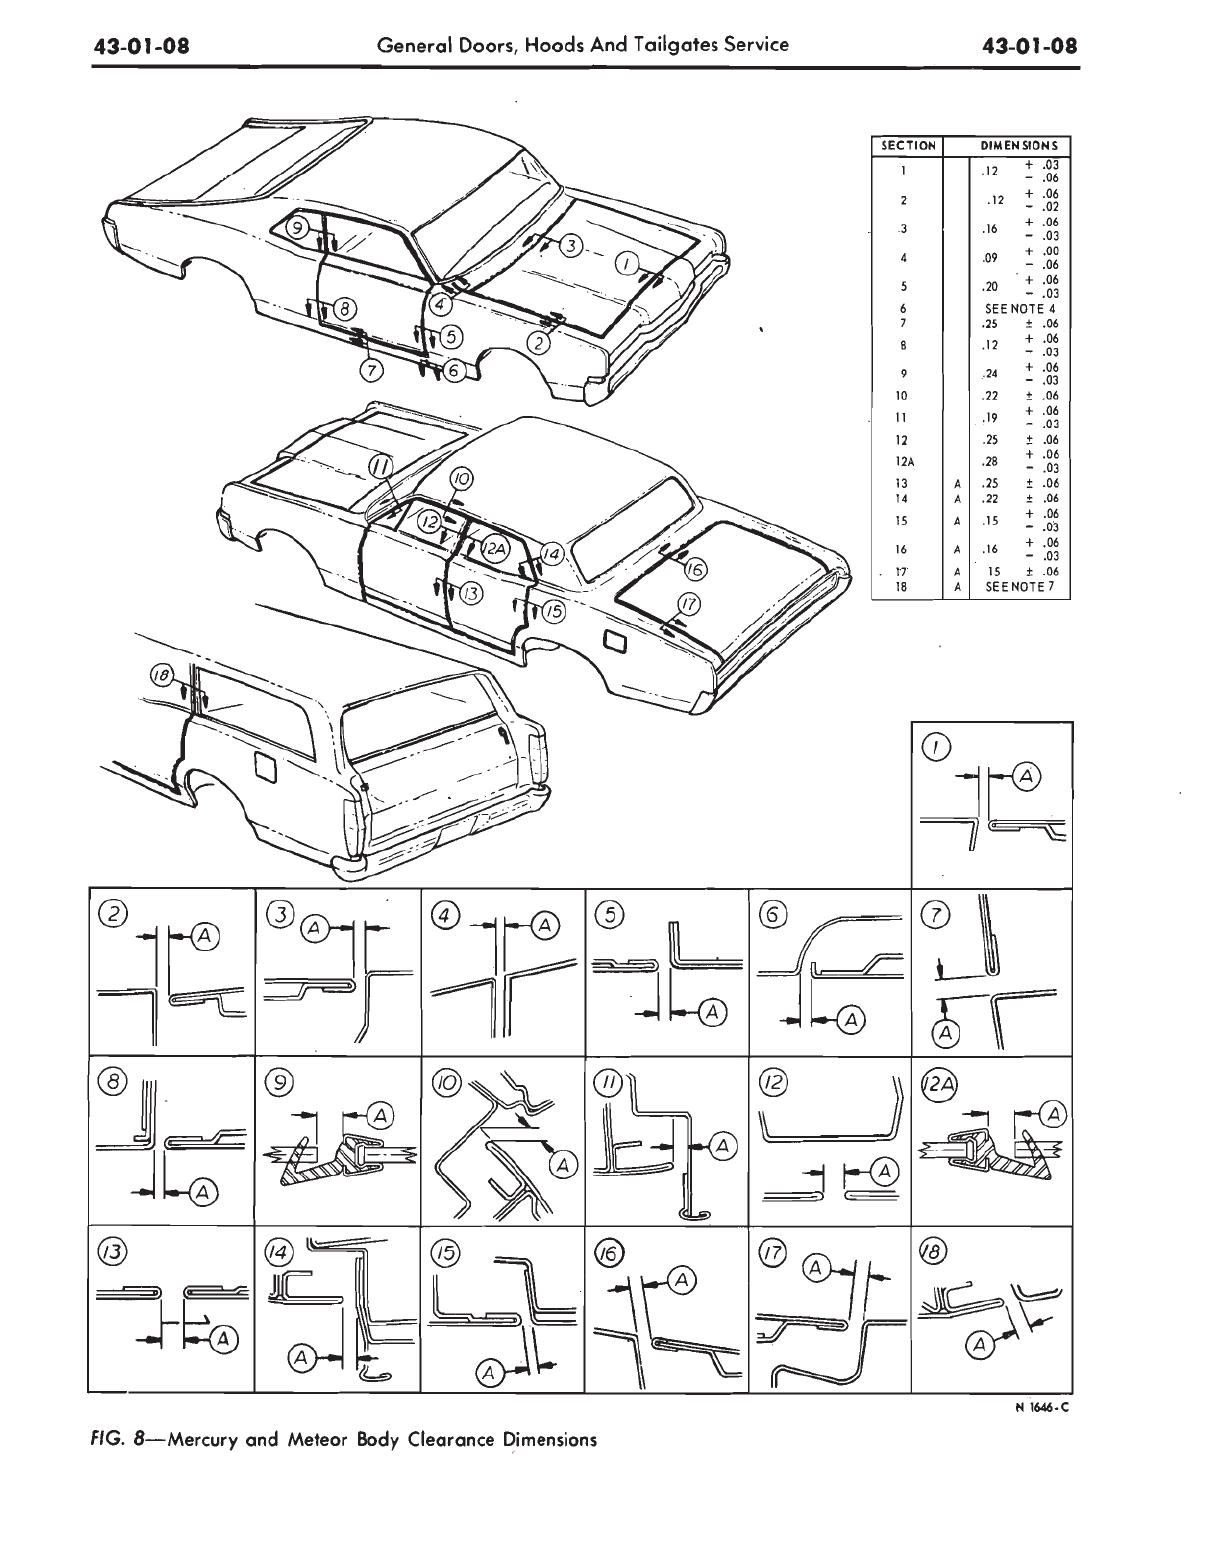 43-01-08 General Doors, Hoods And Tailgates Service 43-01-08
SECTION DIMENSIONS
1 .12 + .03 - .06
2 .12 + .06 - .02
3 .16 + .06 - .03
4 .09 + .00 - .06
5 .20 + .06 - .03
6 SEE NOTE 4
7 .25 ± .06
8 .12 + .06 - .03
9 .24 + .06 - .03
10 .22 ± .06
11 .19 + .06 - .03
12 .25 ± .06
12A .28 + .06 - .03
13 A .25 ± .06
14 A .22 ± .06
15 A .15 + .06 - .03
16 A .16 + .06 - .03
17 A 15 ± .06
18 A SEE NOTE 7
9
3
1
4
8
5
2
7
6
11
10
12
12A
14
16
13
15
17
18
1
A
2
A
3
A
4
A
5
A
6
A
7
A
8
A
9
A
10
A
11
A
12
A
12A
A
13
A
14
A
15
A
16
A
17
A
18
A
N 1646-C
FIG. 8—Mercury and Meteor Body Clearance Dimensions